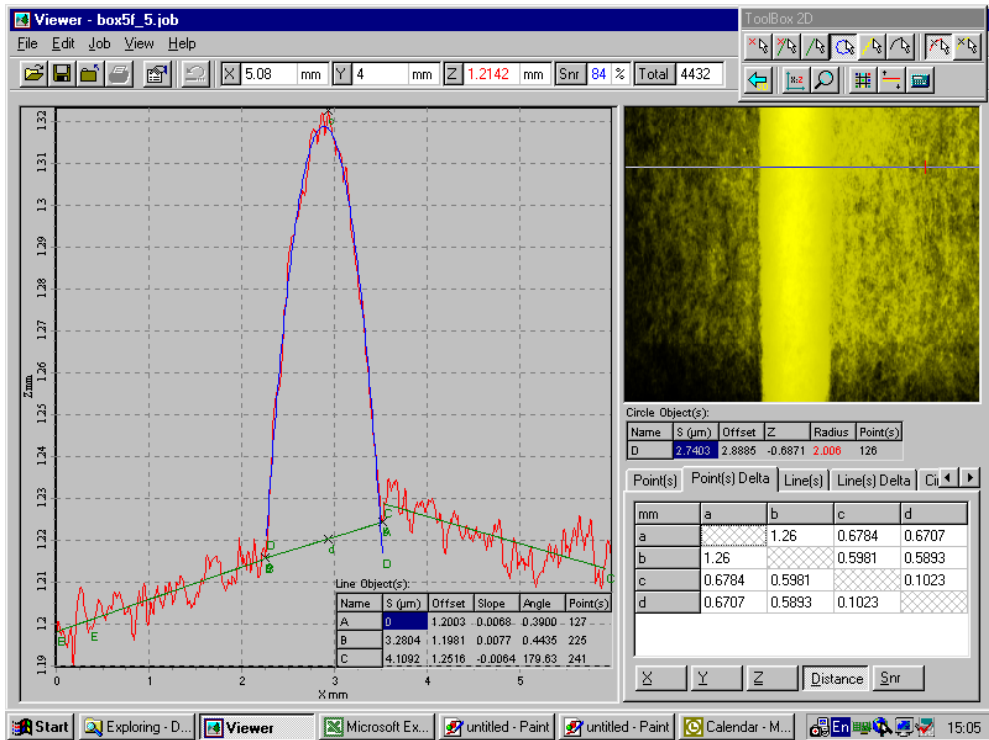 Viewer - box5f_5.job
ToolBox 2D
File Edit Job View Help
X 5.08 mm Y 4 mm Z 1.2142 mm Snr 84 % Total 4432
x:z
1.32
1.31
1.3
1.29
1.28
1.27
1.26
1.25
1.24
1.23
1.22
1.21
1.2
1.19
Z mm
0 1 2 3 4 5
X mm
D
d
C
D
E
E
Line Object(s):
Name S (µm) Offset Slope Angle Point(s)
A 0 1.2003 0.0068 0.3900 127
B 3.2804 1.1981 0.0077 0.4435 225
C 4.1092 1.2516 -0.0064 179.63 241
Circle Object(s):
Name S (µm) Offset Z Radius Point(s)
D 2.7403 2.8885 -0.6871 2.006 126
Point(s) Point(s) Delta Line(s) Line(s) Delta Ci
mm a b c d
a 1.26 0.6784 0.6707
b 1.26 0.5981 0.5893
c 0.6784 0.5981 0.1023
d 0.6707 0.5893 0.1023
X Y Z Distance Snr
Start Exploring - D... Viewer Microsoft Ex... untitled - Paint untitled - Paint Calendar - M... En 15:05